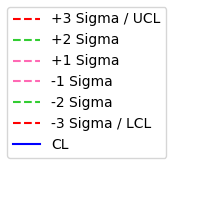 +3 Sigma / UCL
+2 Sigma
+1 Sigma
-1 Sigma
-2 Sigma
-3 Sigma / LCL
CL